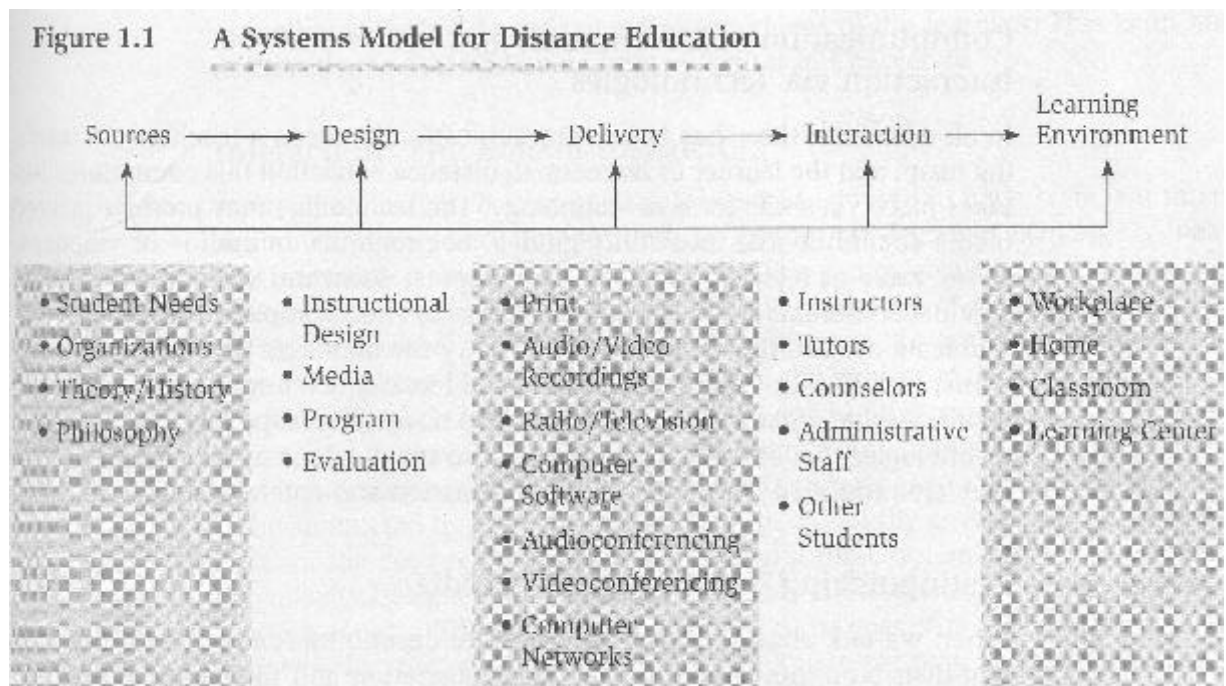 Figure 1.1 A Systems Model for Distance Education
Sources Design Delivery Interaction Learning Environment
• Student Needs
• Organizations
• Theory/History
• Philosophy
• Instructional
Design
• Media
• Program
• Evaluation
• Print
• Audio/Video
Recordings
• Radio/Television
• Computer
Software
• Audioconferencing
• Videoconferencing
• Computer
Networks
• Instructors
• Tutors
• Counselors
• Administrative
Staff
• Other
Students
• Workplace
• Home
• Classroom
• Learning Center